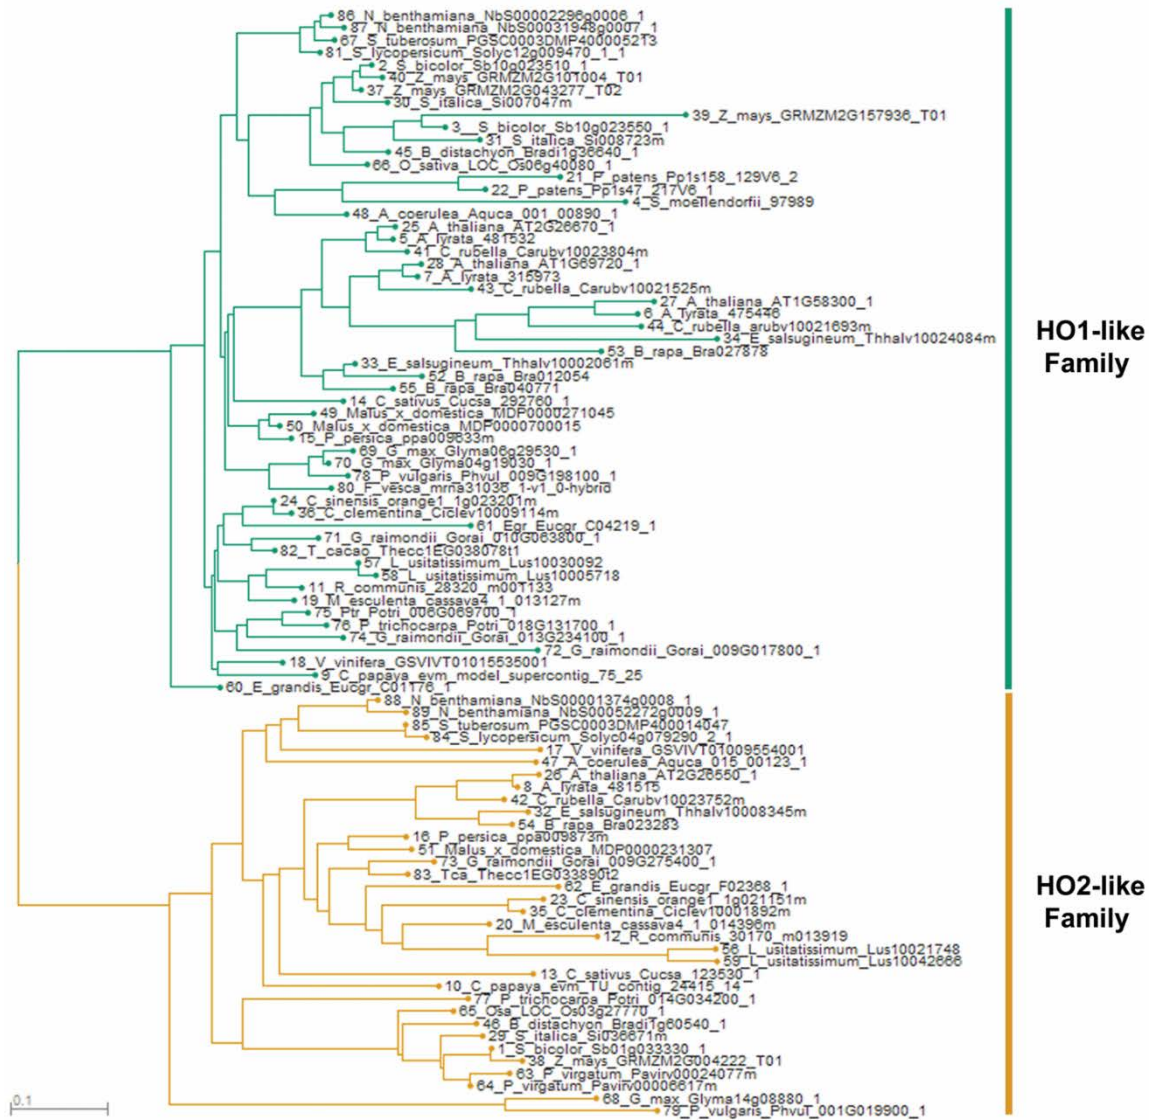 86_N_benthamiana_NbS00002296g0006_1
87_N_benthamiana_NbS00031948g0007_1
67_S_tuberosum_PGSC0003DMP400005213
81_S_lycopersicum_Solyc12g009470_1_1
2_S_bicolor_Sb10g023510_1
40_Z_mays_GRMZM2G101004_T01
37_Z_mays_GRMZM2G043277_T02
30_S_italica_Si007047m
39_Z_mays_GRMZM2G157936_T01
3__S_bicolor_Sb10g023550_1
31_S_italica_Si008723m
45_B_distachyon_Bradi1g36640_1
66_O_sativa_LOC_Os06g40080_1
21_P_patens_Pp1s158_129V6_2
22_P_patens_Pp1s47_217V6_1
4_S_moellendorfii_97989
48_A_coerulea_Aquca_001_00890_1
25_A_thaliana_AT2G26670_1
5_A_lyrata_481532
41_C_rubella_Carubv10023804m
28_A_thaliana_AT1G69720_1
7_A_lyrata_315973
43_C_rubella_Carubv10021525m
27_A_thaliana_AT1G58300_1
6_A_lyrata_475446
44_C_rubella_arubv10021693m
34_E_salsugineum_Thhalv10024084m
53_B_rapa_Bra027878
33_E_salsugineum_Thhalv10002061m
52_B_rapa_Bra012054
55_B_rapa_Bra040771
14_C_sativus_Cucsa_292760_1
49_Malus_x_domestica_MDP0000271045
50_Malus_x_domestica_MDP0000700015
15_P_persica_ppa009633m
69_G_max_Glyma06g29530_1
70_G_max_Glyma04g19030_1
78_P_vulgaris_Phvul_009G198100_1
80_F_vesca_mrna31036_1-v1_0-hybrid
24_C_sinensis_orange1_1g023201m
36_C_clementina_Ciclev10009114m
61_Egr_Eucgr_C04219_1
71_G_raimondii_Gorai_010G063800_1
82_T_cacao_Thecc1EG038078t1
57_L_usitatissimum_Lus10030092
58_L_usitatissimum_Lus10005718
11_R_communis_28320_m001133
19_M_esculenta_cassava4_1_013127m
75_Ptr_Potri_006G069700_1
76_P_trichocarpa_Potri_018G131700_1
74_G_raimondii_Gorai_013G234100_1
72_G_raimondii_Gorai_009G017800_1
18_V_vinifera_GSVIVT01015535001
9_C_papaya_evm_model_supercontig_75_25
60_E_grandis_Eucgr_C01176_1
HO1-like
Family
88_N_benthamiana_NbS00001374g0008_1
89_N_benthamiana_NbS00052272g0009_1
85_S_tuberosum_PGSC0003DMP400014047
84_S_lycopersicum_Solyc04g079290_2_1
17_V_vinifera_GSVIVT01009554001
47_A_coerulea_Aquca_015_00123_1
26_A_thaliana_AT2G26550_1
8_A_lyrata_481515
42_C_rubella_Carubv10023752m
32_E_salsugineum_Thhalv10008345m
54_B_rapa_Bra023283
16_P_persica_ppa009873m
51_Malus_x_domestica_MDP0000231307
73_G_raimondii_Gorai_009G275400_1
83_Tca_Thecc1EG033890t2
62_E_grandis_Eucgr_F02368_1
23_C_sinensis_orange1_1g021151m
35_C_clementina_Ciclev10001892m
20_M_esculenta_cassava4_1_014396m
12_R_communis_30170_m013919
56_L_usitatissimum_Lus10021748
59_L_usitatissimum_Lus10042666
13_C_sativus_Cucsa_123530_1
10_C_papaya_evm_TU_contig_24415_14
77_P_trichocarpa_Potri_014G034200_1
65_Osa_LOC_Os03g27770_1
46_B_distachyon_Bradi1g60540_1
29_S_italica_Si036671m
1_S_bicolor_Sb01g033330_1
38_Z_mays_GRMZM2G004222_T01
63_P_virgatum_Pavirv00024077m
64_P_virgatum_Pavirv00006617m
68_G_max_Glyma14g08880_1
79_P_vulgaris_Phvul_001G019900_1
HO2-like
Family
0.1